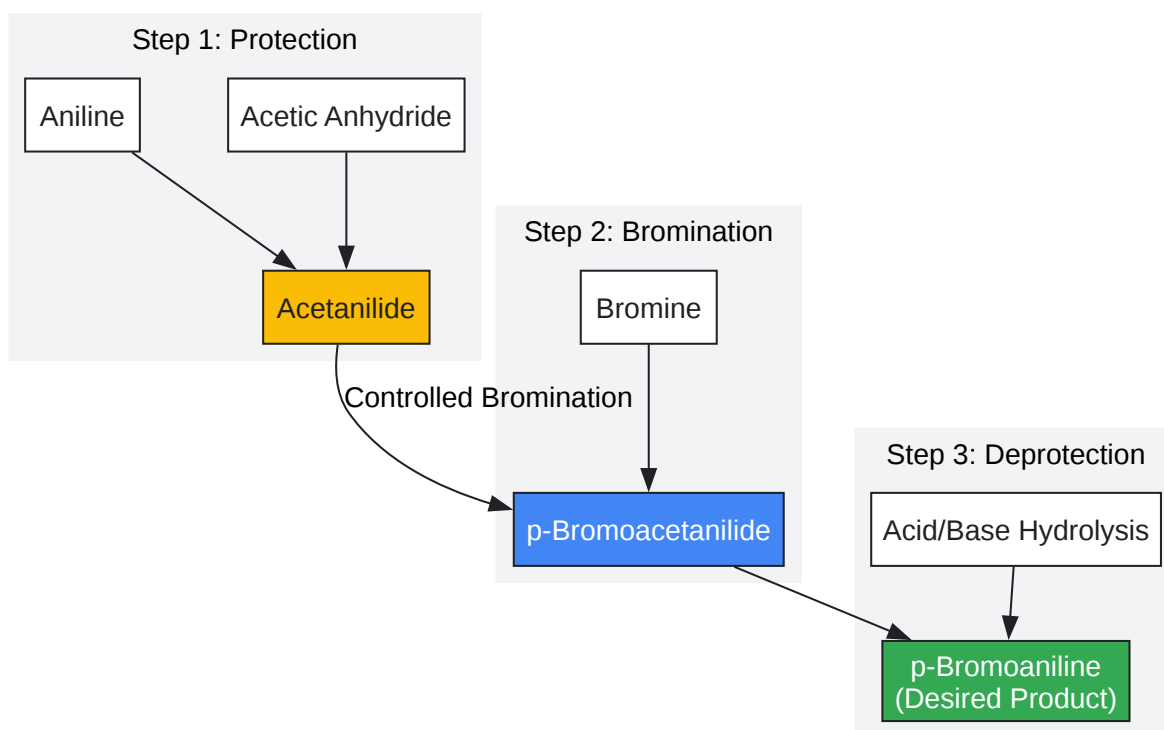 Step 1: Protection
Aniline
Acetic Anhydride
Acetanilide
Controlled Bromination
Step 2: Bromination
Bromine
p-Bromoacetanilide
Step 3: Deprotection
Acid/Base Hydrolysis
p-Bromoaniline
(Desired Product)